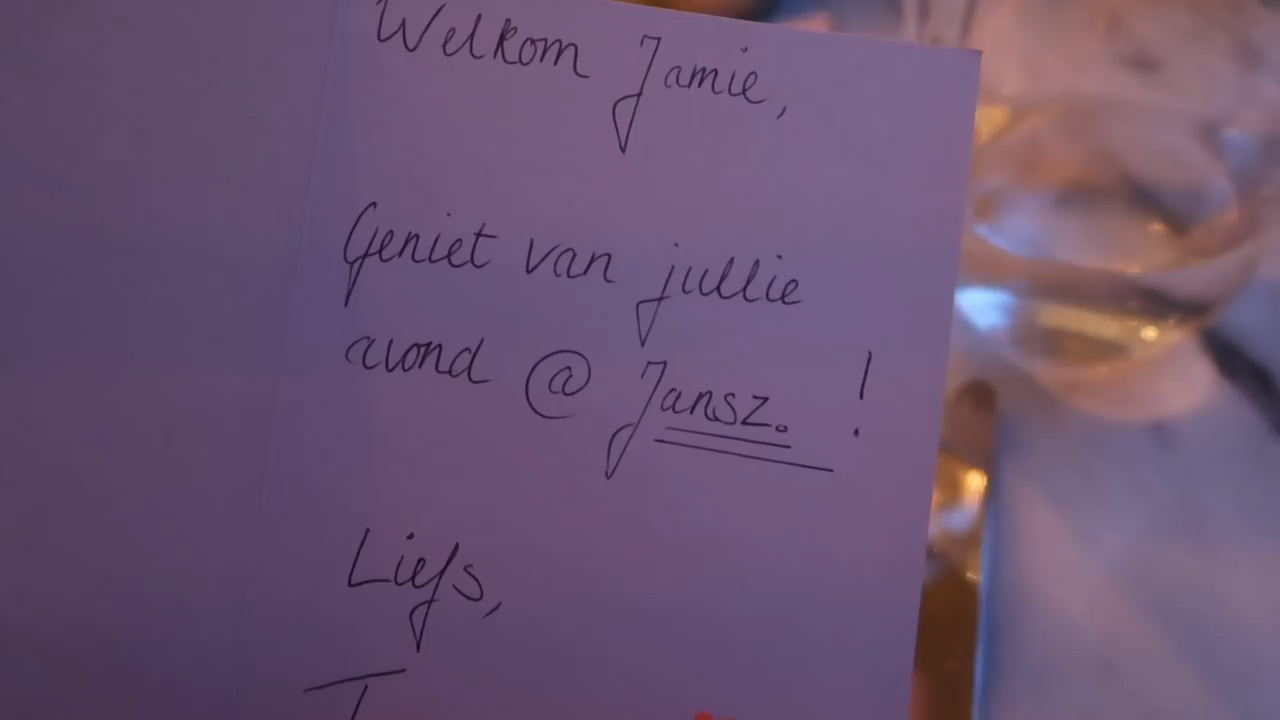 Welkom Jamie,
Geniet van jullie
avond @ Jansz. !
Liefs,